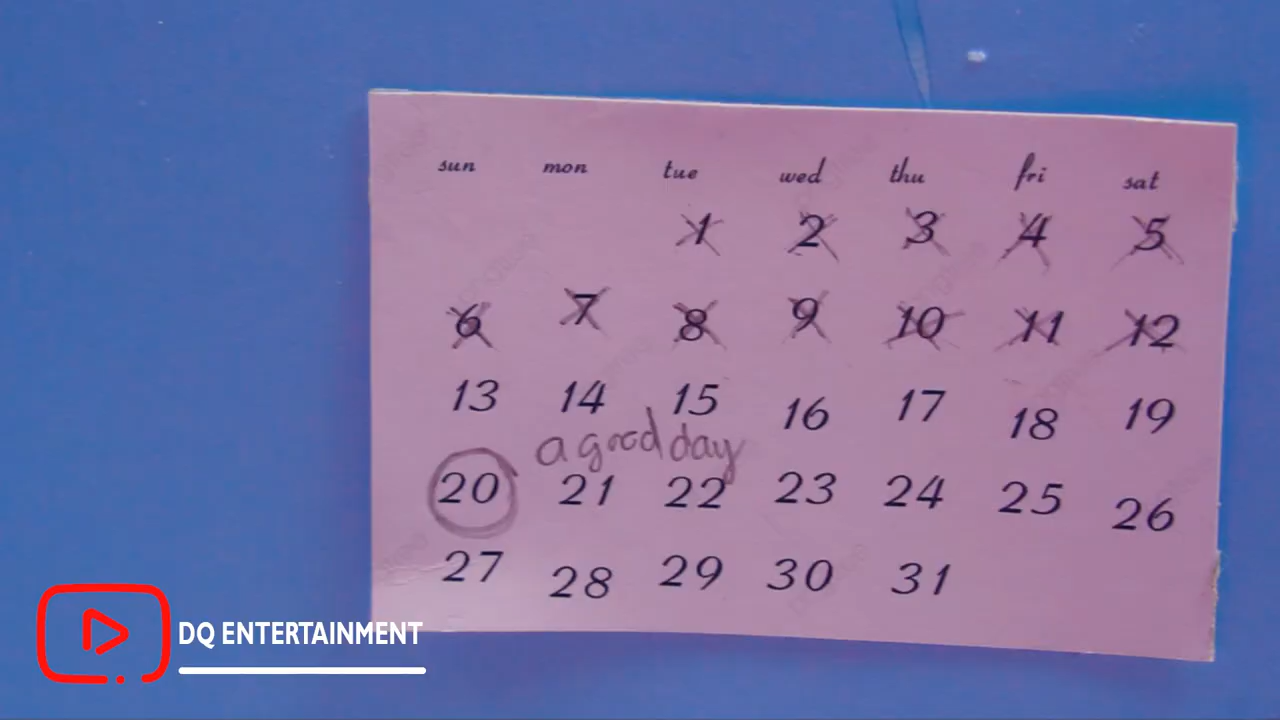 sun mon tue wed thu fri sat
1 2 3 4 5
6 7 8 9 10 11 12
13 14 15 16 17 18 19
a good day
20 21 22 23 24 25 26
27 28 29 30 31
DQ ENTERTAINMENT